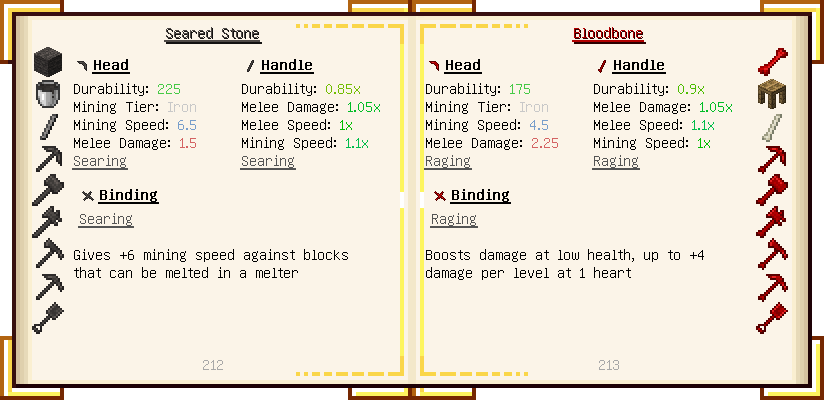 Seared Stone
Head
Durability: 225
Mining Tier: Iron
Mining Speed: 6.5
Melee Damage: 1.5
Searing
Handle
Durability: 0.85x
Melee Damage: 1.05x
Melee Speed: 1x
Mining Speed: 1.1x
Searing
Binding
Searing
Gives +6 mining speed against blocks
that can be melted in a melter
212
Bloodbone
Head
Durability: 175
Mining Tier: Iron
Mining Speed: 4.5
Melee Damage: 2.25
Raging
Handle
Durability: 0.9x
Melee Damage: 1.05x
Melee Speed: 1.1x
Mining Speed: 1x
Raging
Binding
Raging
Boosts damage at low health, up to +4
damage per level at 1 heart
213